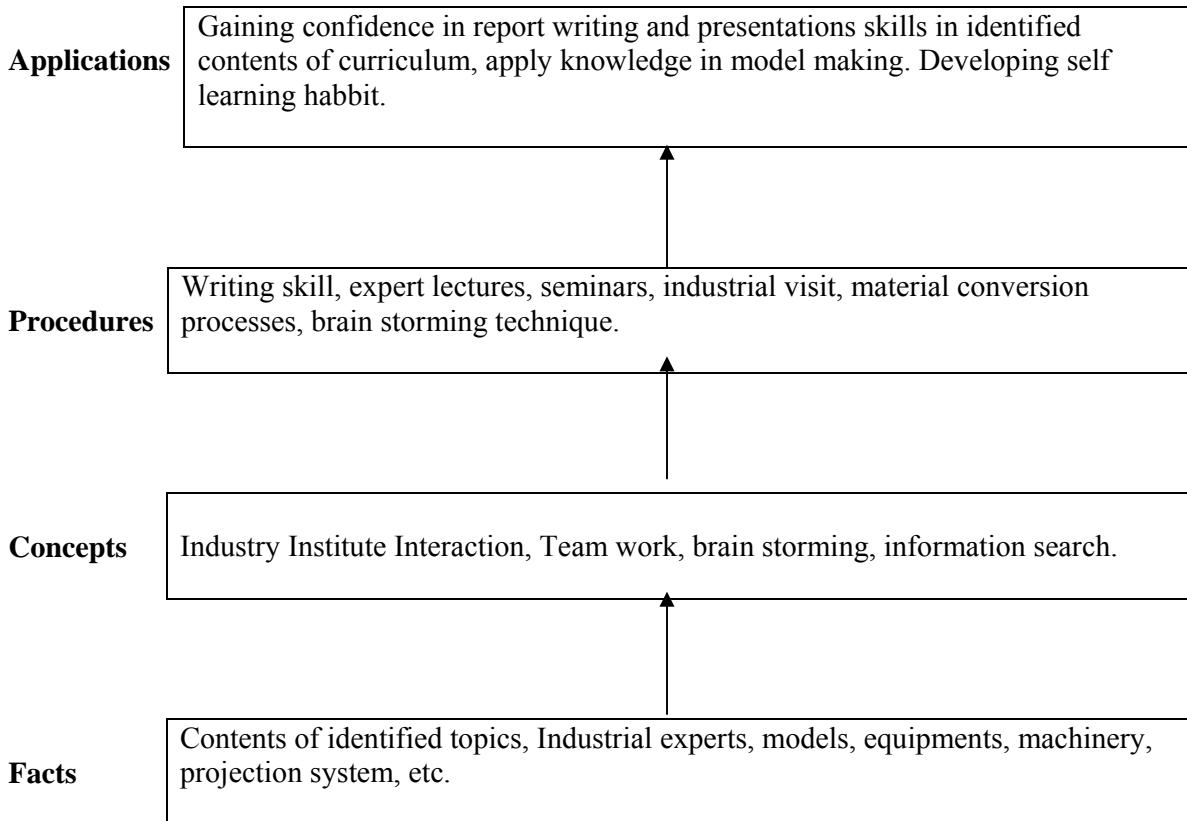 Gaining confidence in report writing and presentations skills in identified
Applications contents of curriculum, apply knowledge in model making. Developing self
learning habbit.
Writing skill, expert lectures, seminars, industrial visit, material conversion
Procedures processes, brain storming technique.
Concepts Industry Institute Interaction, Team work, brain storming, information search.
Contents of identified topics, Industrial experts, models, equipments, machinery,
Facts projection system, etc.